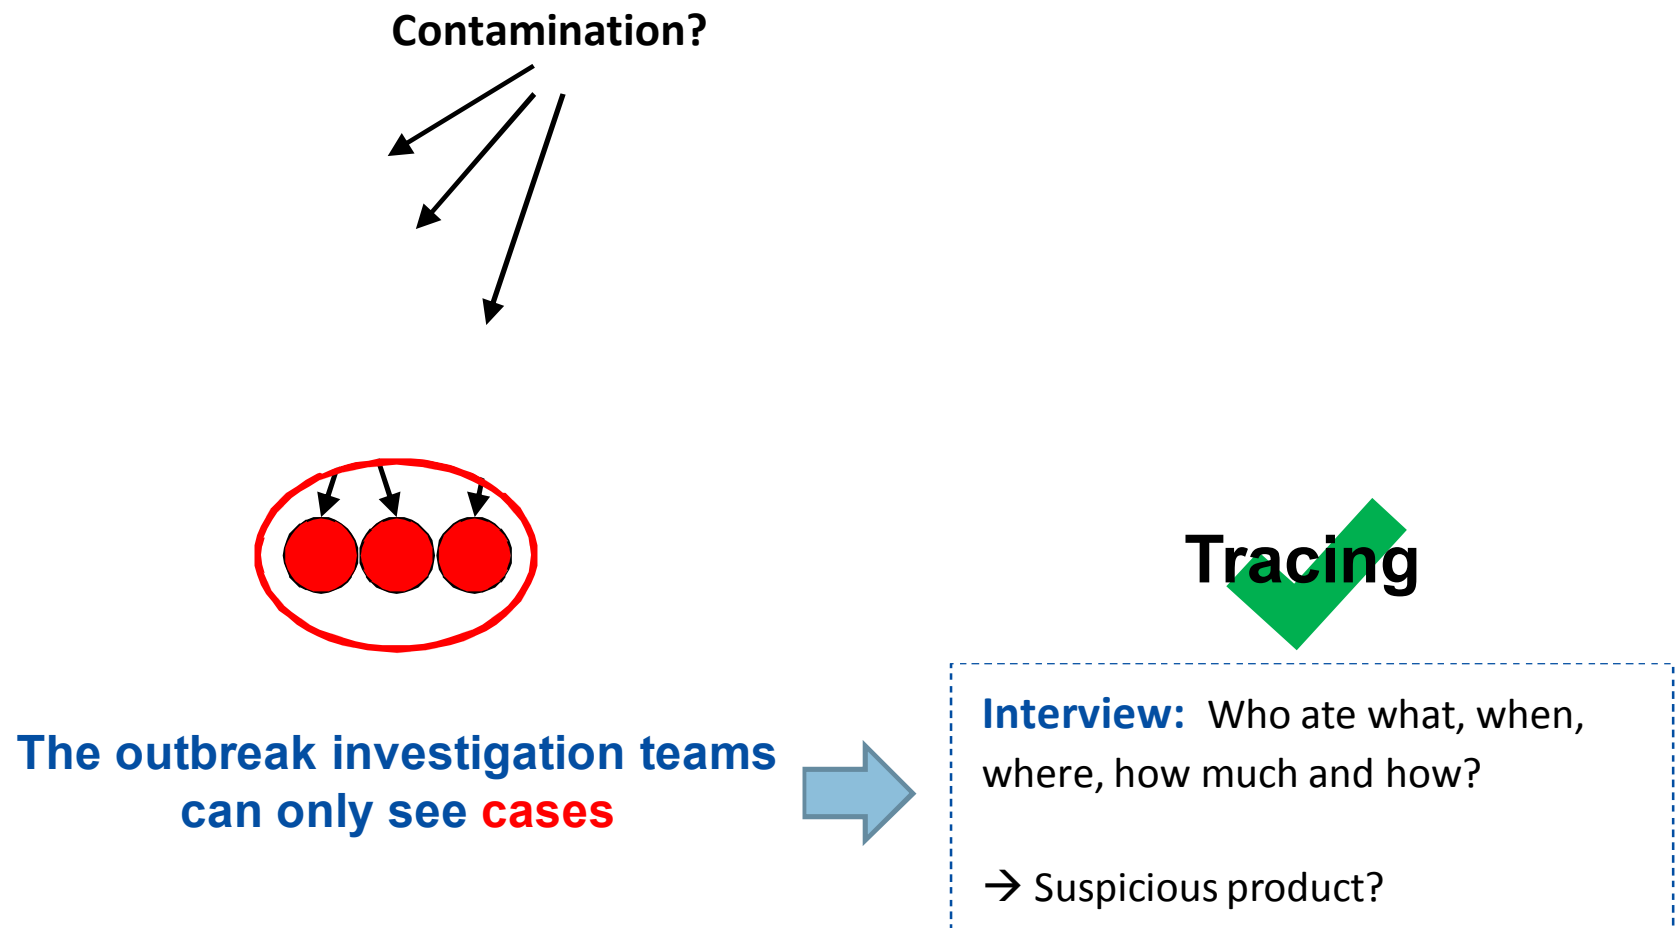 Contamination?
Tracing
The outbreak investigation teams
can only see cases
Interview: Who ate what, when,
where, how much and how?
→ Suspicious product?